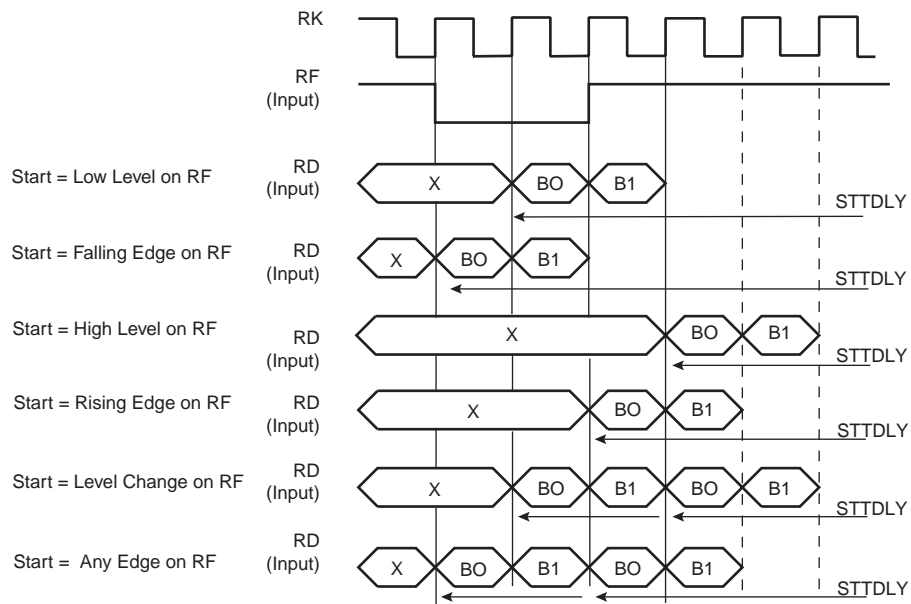 RK
RF
(Input)
Start = Low Level on RF
RD
(Input)
X
BO
B1
STTDLY
Start = Falling Edge on RF
RD
(Input)
X
BO
B1
STTDLY
Start = High Level on RF
RD
(Input)
X
BO
B1
STTDLY
Start = Rising Edge on RF
RD
(Input)
X
BO
B1
STTDLY
Start = Level Change on RF
RD
(Input)
X
BO
B1
BO
B1
STTDLY
Start = Any Edge on RF
RD
(Input)
X
BO
B1
BO
B1
STTDLY